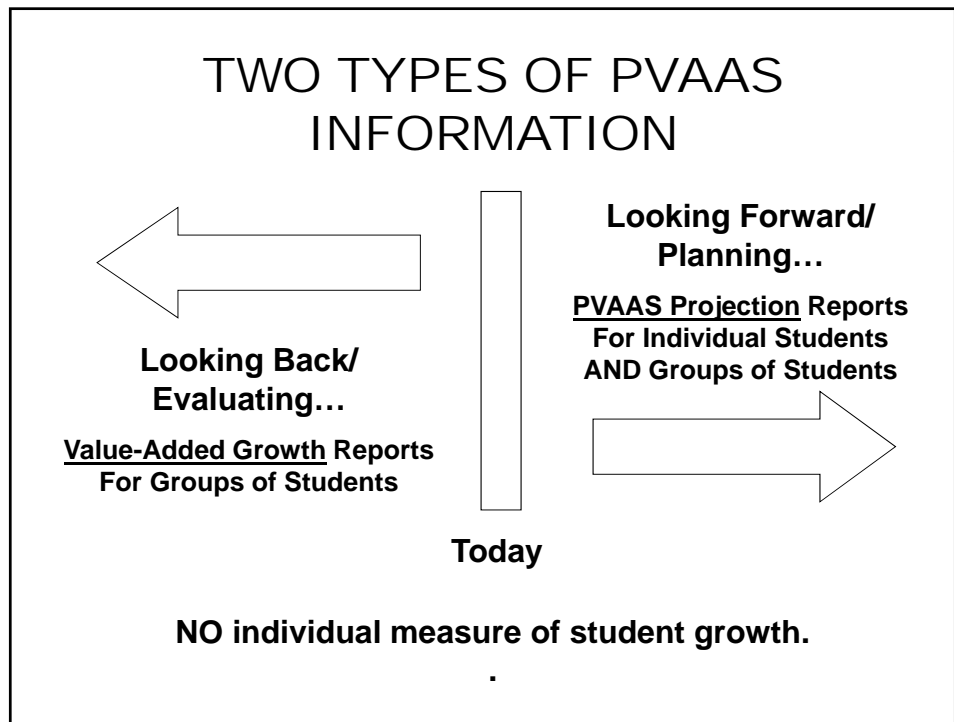 TWO TYPES OF PVAAS
INFORMATION
Looking Back/
Evaluating…
Value-Added Growth Reports
For Groups of Students
Looking Forward/
Planning…
PVAAS Projection Reports
For Individual Students
AND Groups of Students
Today
NO individual measure of student growth.
.